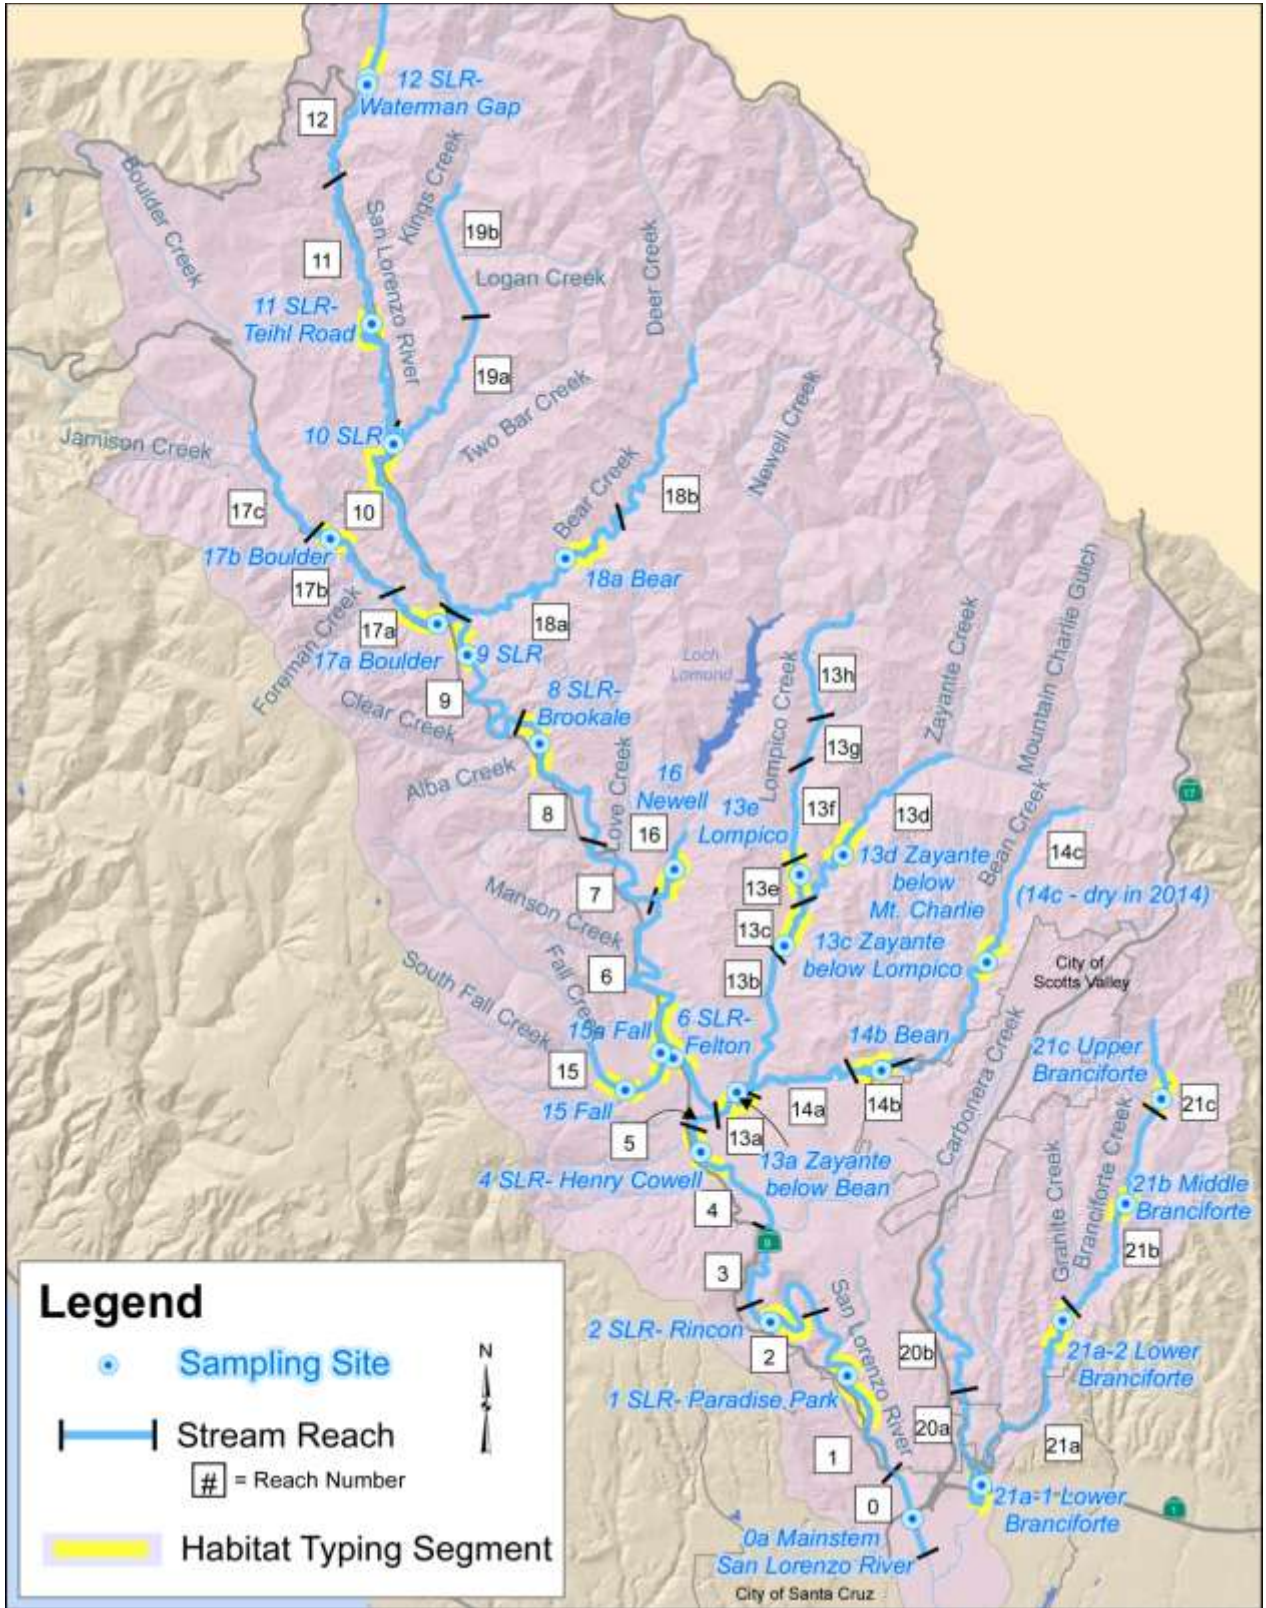 12 SLR-
Waterman Gap
12
Boulder Creek
Kings Creek
San Lorenzo River
19b
Deer Creek
11
Logan Creek
11 SLR-
Teihl Road
19a
Newell Creek
Two Bar Creek
10 SLR
Jamison Creek
Bear Creek
18b
17c
10
17b Boulder
18a Bear
17b
Foreman Creek
17a
18a
17a Boulder
9 SLR
Loch
Lomond
Lompico Creek
13h
Zayante Creek
Mountain Charlie Gulch
9
8 SLR-
Brookale
Clear Creek
13g
Alba Creek
Love Creek
16
Newell
13e
Lompico
13f
13d
8
16
Bean Creek
14c
13d Zayante
below
Mt. Charlie
7
13e
(14c - dry in 2014)
Manson Creek
13c
13c Zayante
below Lompico
6
13b
City of
Scotts Valley
Fall Creek
South Fall Creek
15a Fall
6 SLR-
Felton
14b Bean
Carbonera Creek
21c Upper
Branciforte
15
15 Fall
14a
14b
21c
5
13a
13a Zayante
below Bean
4 SLR- Henry Cowell
Granite Creek
Branciforte Creek
21b Middle
Branciforte
4
9
21b
3
San Lorenzo River
2 SLR- Rincon
2
20b
21a-2 Lower
Branciforte
1 SLR- Paradise Park
20a
21a
1
0
21a-1 Lower
Branciforte
1
0a Mainstem
San Lorenzo River
City of Santa Cruz
17
Legend
Sampling Site
N
Stream Reach
# = Reach Number
Habitat Typing Segment